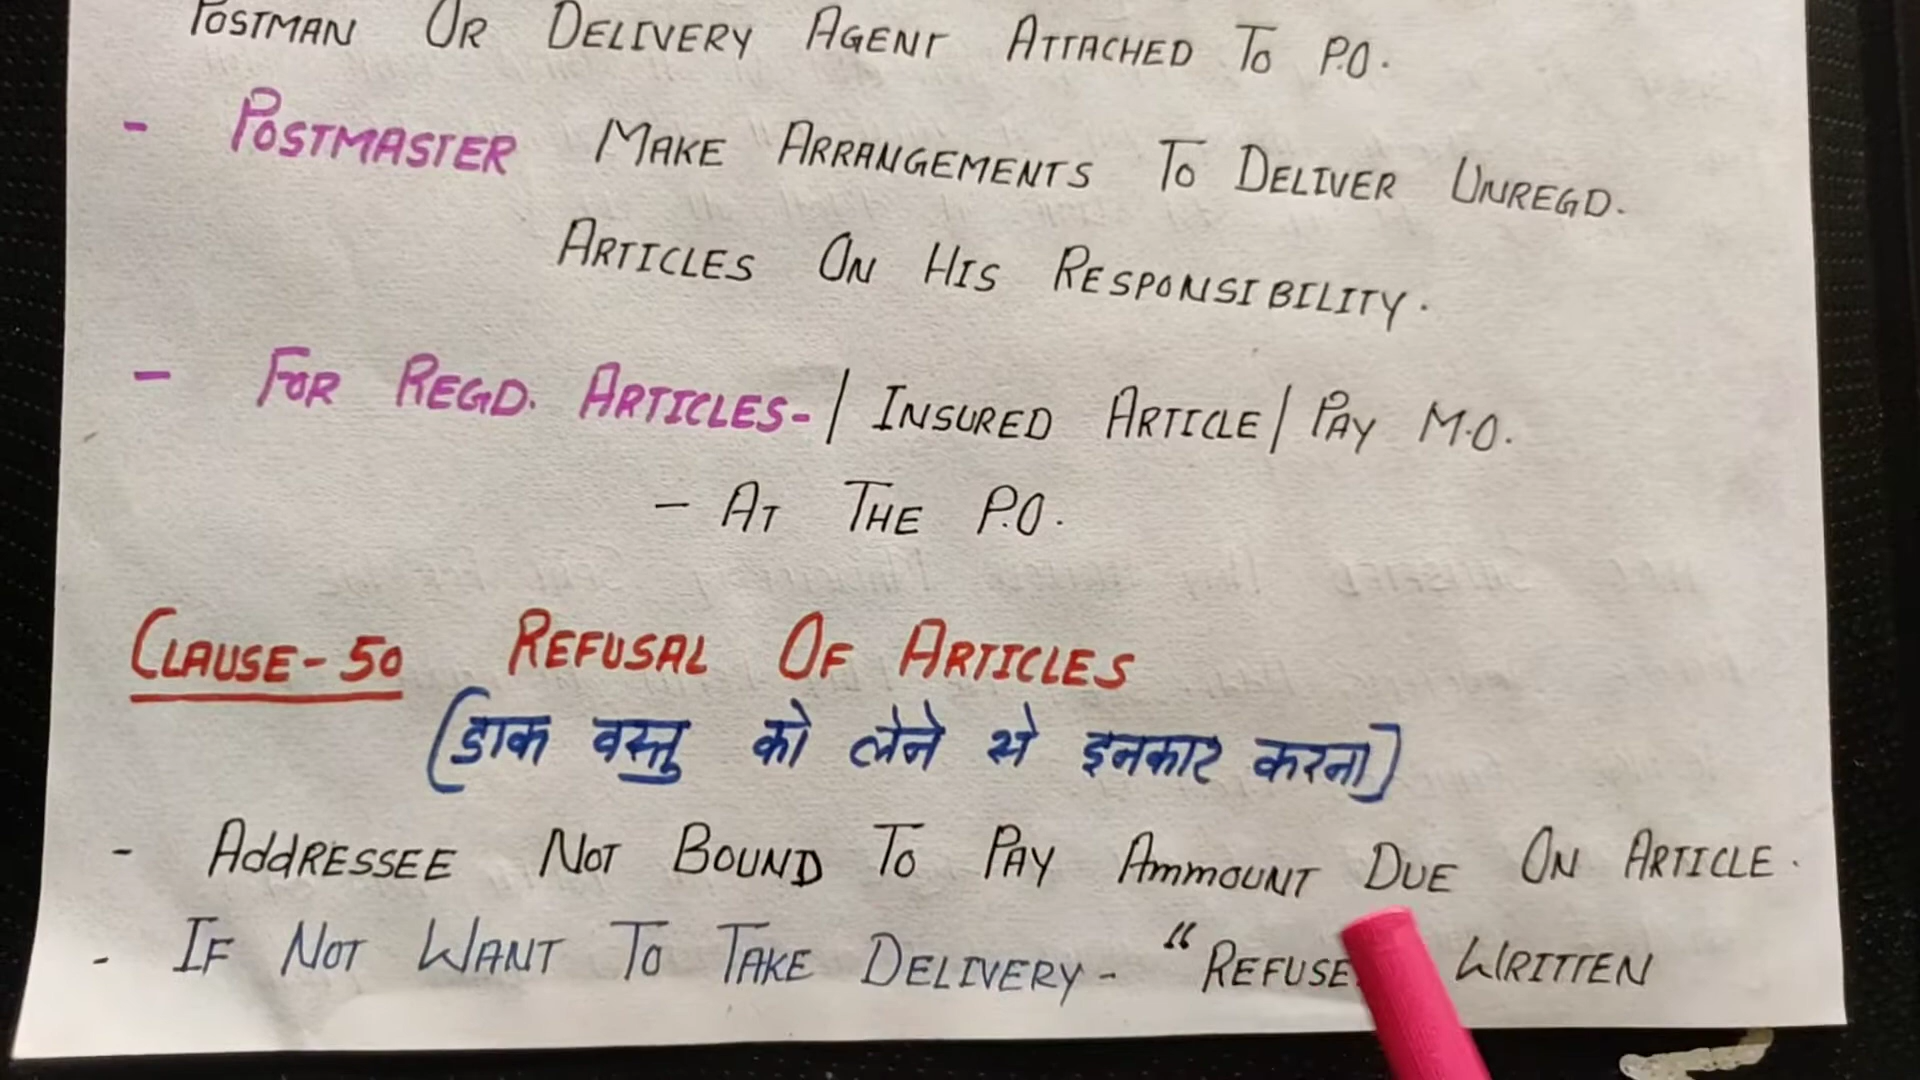 POSTMAN OR DELIVERY AGENT ATTACHED TO P.O.
- POSTMASTER MAKE ARRANGEMENTS TO DELIVER UNREGD.
ARTICLES ON HIS RESPONSIBILITY.
- FOR REGD. ARTICLES-/ INSURED ARTICLE/ PAY M.O.
- AT THE P.O.
CLAUSE-50 REFUSAL OF ARTICLES
(डाक वस्तु को लेने से इनकार करना)
- ADDRESSEE NOT BOUND TO PAY AMMOUNT DUE ON ARTICLE.
- IF NOT WANT TO TAKE DELIVERY- "REFUSE WRITTEN